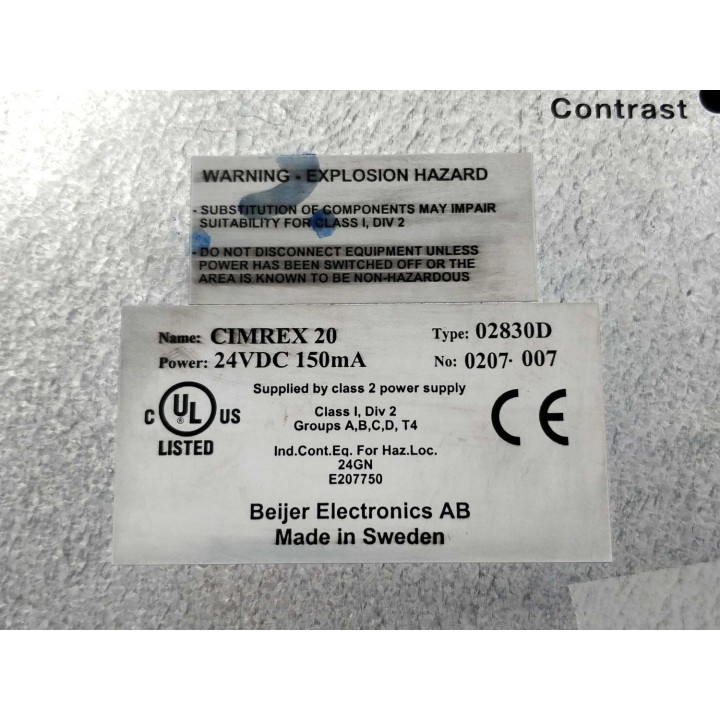 Contrast
WARNING - EXPLOSION HAZARD
- SUBSTITUTION OF COMPONENTS MAY IMPAIR
SUITABILITY FOR CLASS I, DIV 2
- DO NOT DISCONNECT EQUIPMENT UNLESS
POWER HAS BEEN SWITCHED OFF OR THE
AREA IS KNOWN TO BE NON-HAZARDOUS
Name: CIMREX 20 Type: 02830D
Power: 24VDC 150mA No: 0207- 007
Supplied by class 2 power supply
C UL US
LISTED
Class I, Div 2
Groups A,B,C,D, T4
CE
Ind.Cont.Eq. For Haz.Loc.
24GN
E207750
Beijer Electronics AB
Made in Sweden